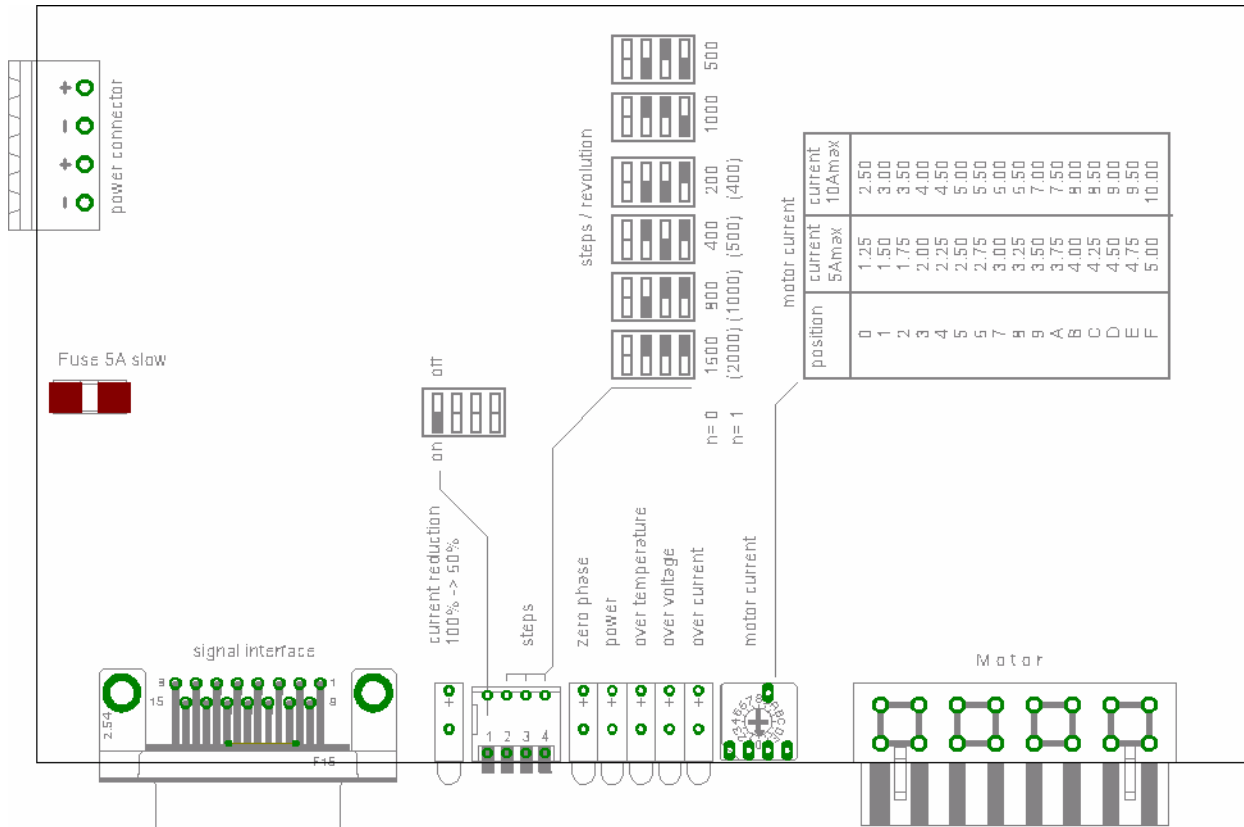 +
−
+
−
power connector
Fuse 5A slow
steps / revolution
500
1000
200 (400)
400 (500)
800 (1000)
1600 (2000)
n= 0
n= 1
motor current
position current 5Amax current 10Amax
0 1.25 2.50
1 1.50 3.00
2 1.75 3.50
3 2.00 4.00
4 2.25 4.50
5 2.50 5.00
6 2.75 5.50
7 3.00 6.00
8 3.25 6.50
9 3.50 7.00
A 3.75 7.50
B 4.00 8.00
C 4.25 8.50
D 4.50 9.00
E 4.75 9.50
F 5.00 10.00
off
on
current reduction
100% -> 50%
steps
zero phase
power
over temperature
over voltage
over current
motor current
signal interface
8 1
15 9
2.54
F15
+
1 2 3 4
+ + + + +
Motor